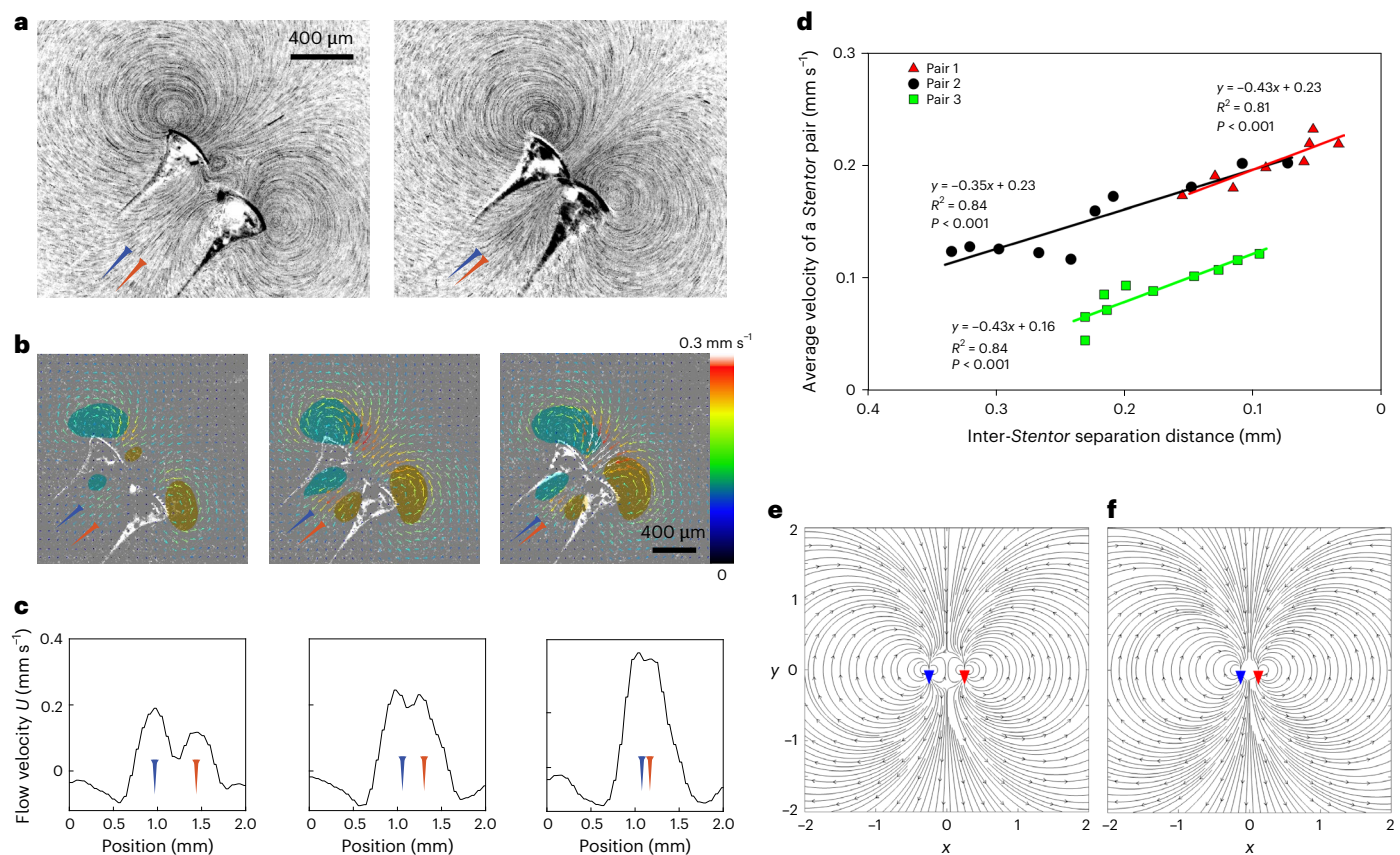 a
400 µm
b
0.3 mm s⁻¹
400 µm
0
c
Flow velocity U (mm s⁻¹)
0.4
0.2
0
0 0.5 1.0 1.5 2.0
Position (mm)
0 0.5 1.0 1.5 2.0
Position (mm)
0 0.5 1.0 1.5 2.0
Position (mm)
d
Average velocity of a Stentor pair (mm s⁻¹)
0.3
0.2
0.1
0
Pair 1
Pair 2
Pair 3
y = −0.43x + 0.23
R² = 0.81
P < 0.001
y = −0.35x + 0.23
R² = 0.84
P < 0.001
y = −0.43x + 0.16
R² = 0.84
P < 0.001
0.4 0.3 0.2 0.1 0
Inter-Stentor separation distance (mm)
e
2
1
y 0
−1
−2
−2 −1 0 1 2
x
f
−2 −1 0 1 2
x